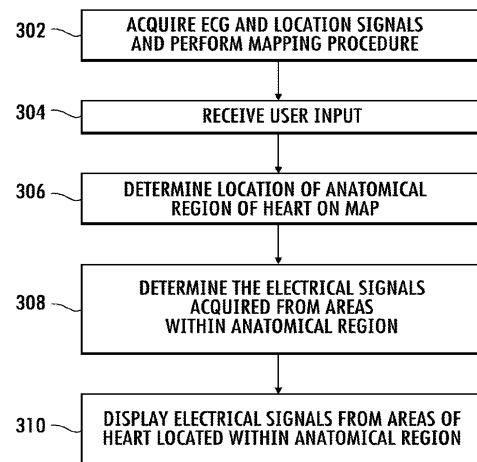 302
ACQUIRE ECG AND LOCATION SIGNALS
AND PERFORM MAPPING PROCEDURE
304
RECEIVE USER INPUT
306
DETERMINE LOCATION OF ANATOMICAL
REGION OF HEART ON MAP
308
DETERMINE THE ELECTRICAL SIGNALS
ACQUIRED FROM AREAS
WITHIN ANATOMICAL REGION
310
DISPLAY ELECTRICAL SIGNALS FROM AREAS OF
HEART LOCATED WITHIN ANATOMICAL REGION